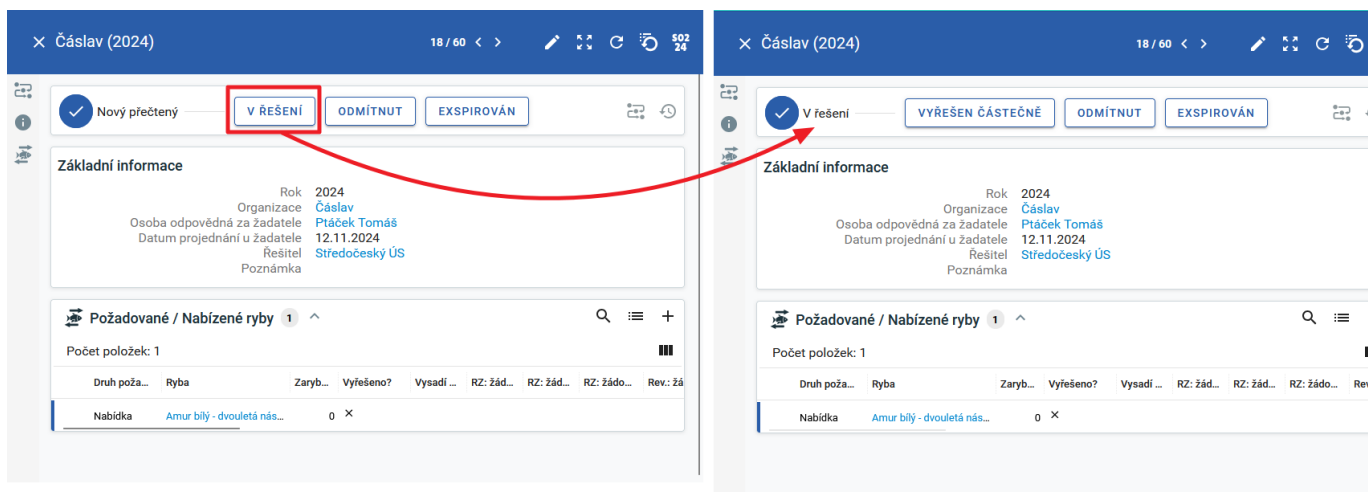 Čáslav (2024)
18 / 60
S02
24
Nový přečtený
V ŘEŠENÍ
ODMÍTNUT
EXSPIROVÁN
Základní informace
Rok 2024
Organizace Čáslav
Osoba odpovědná za žadatele Ptáček Tomáš
Datum projednání u žadatele 12.11.2024
Řešitel Středočeský ÚS
Poznámka
Požadované / Nabízené ryby 1
Počet položek: 1
Druh poža... Ryba Zaryb... Vyřešeno? Vysadí ... RZ: žád... RZ: žád... RZ: žádo... Rev.: žá
Nabídka Amur bílý - dvouletá nás... 0
Čáslav (2024)
18 / 60
V řešení
VYŘEŠEN ČÁSTEČNĚ
ODMÍTNUT
EXSPIROVÁN
Základní informace
Rok 2024
Organizace Čáslav
Osoba odpovědná za žadatele Ptáček Tomáš
Datum projednání u žadatele 12.11.2024
Řešitel Středočeský ÚS
Poznámka
Požadované / Nabízené ryby 1
Počet položek: 1
Druh poža... Ryba Zaryb... Vyřešeno? Vysadí ... RZ: žád... RZ: žád... RZ: žádo... Rev
Nabídka Amur bílý - dvouletá nás... 0